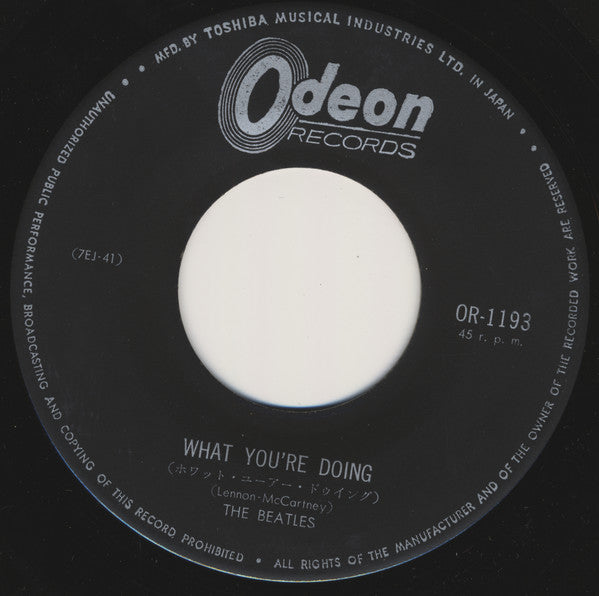 • MFD. BY TOSHIBA MUSICAL INDUSTRIES LTD. IN JAPAN •
Odeon
RECORDS
(7EJ-41)
OR-1193
45 r. p. m.
WHAT YOU'RE DOING
(ホワット・ユーアー・ドゥイング)
(Lennon-McCartney)
THE BEATLES
• UNAUTHORIZED PUBLIC PERFORMANCE, BROADCASTING AND COPYING OF THIS RECORD PROHIBITED • ALL RIGHTS OF THE MANUFACTURER AND OF THE OWNER OF THE RECORDED WORK ARE RESERVED •